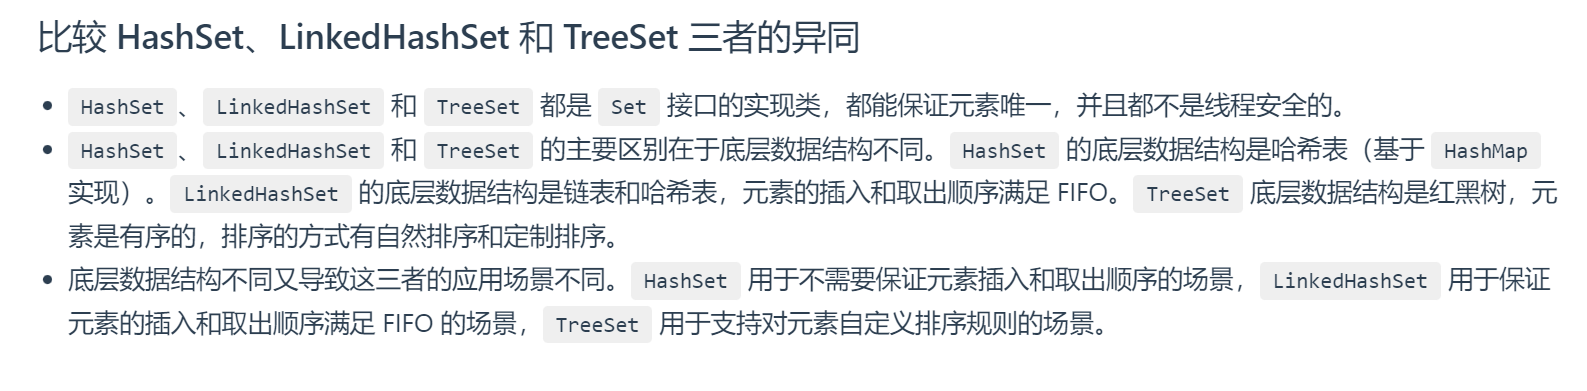 比较 HashSet、LinkedHashSet 和 TreeSet 三者的异同
• HashSet、LinkedHashSet 和 TreeSet 都是 Set 接口的实现类，都能保证元素唯一，并且都不是线程安全的。
• HashSet、LinkedHashSet 和 TreeSet 的主要区别在于底层数据结构不同。HashSet 的底层数据结构是哈希表（基于 HashMap
实现）。LinkedHashSet 的底层数据结构是链表和哈希表，元素的插入和取出顺序满足 FIFO。TreeSet 底层数据结构是红黑树，元
素是有序的，排序的方式有自然排序和定制排序。
• 底层数据结构不同又导致这三者的应用场景不同。HashSet 用于不需要保证元素插入和取出顺序的场景，LinkedHashSet 用于保证
元素的插入和取出顺序满足 FIFO 的场景，TreeSet 用于支持对元素自定义排序规则的场景。